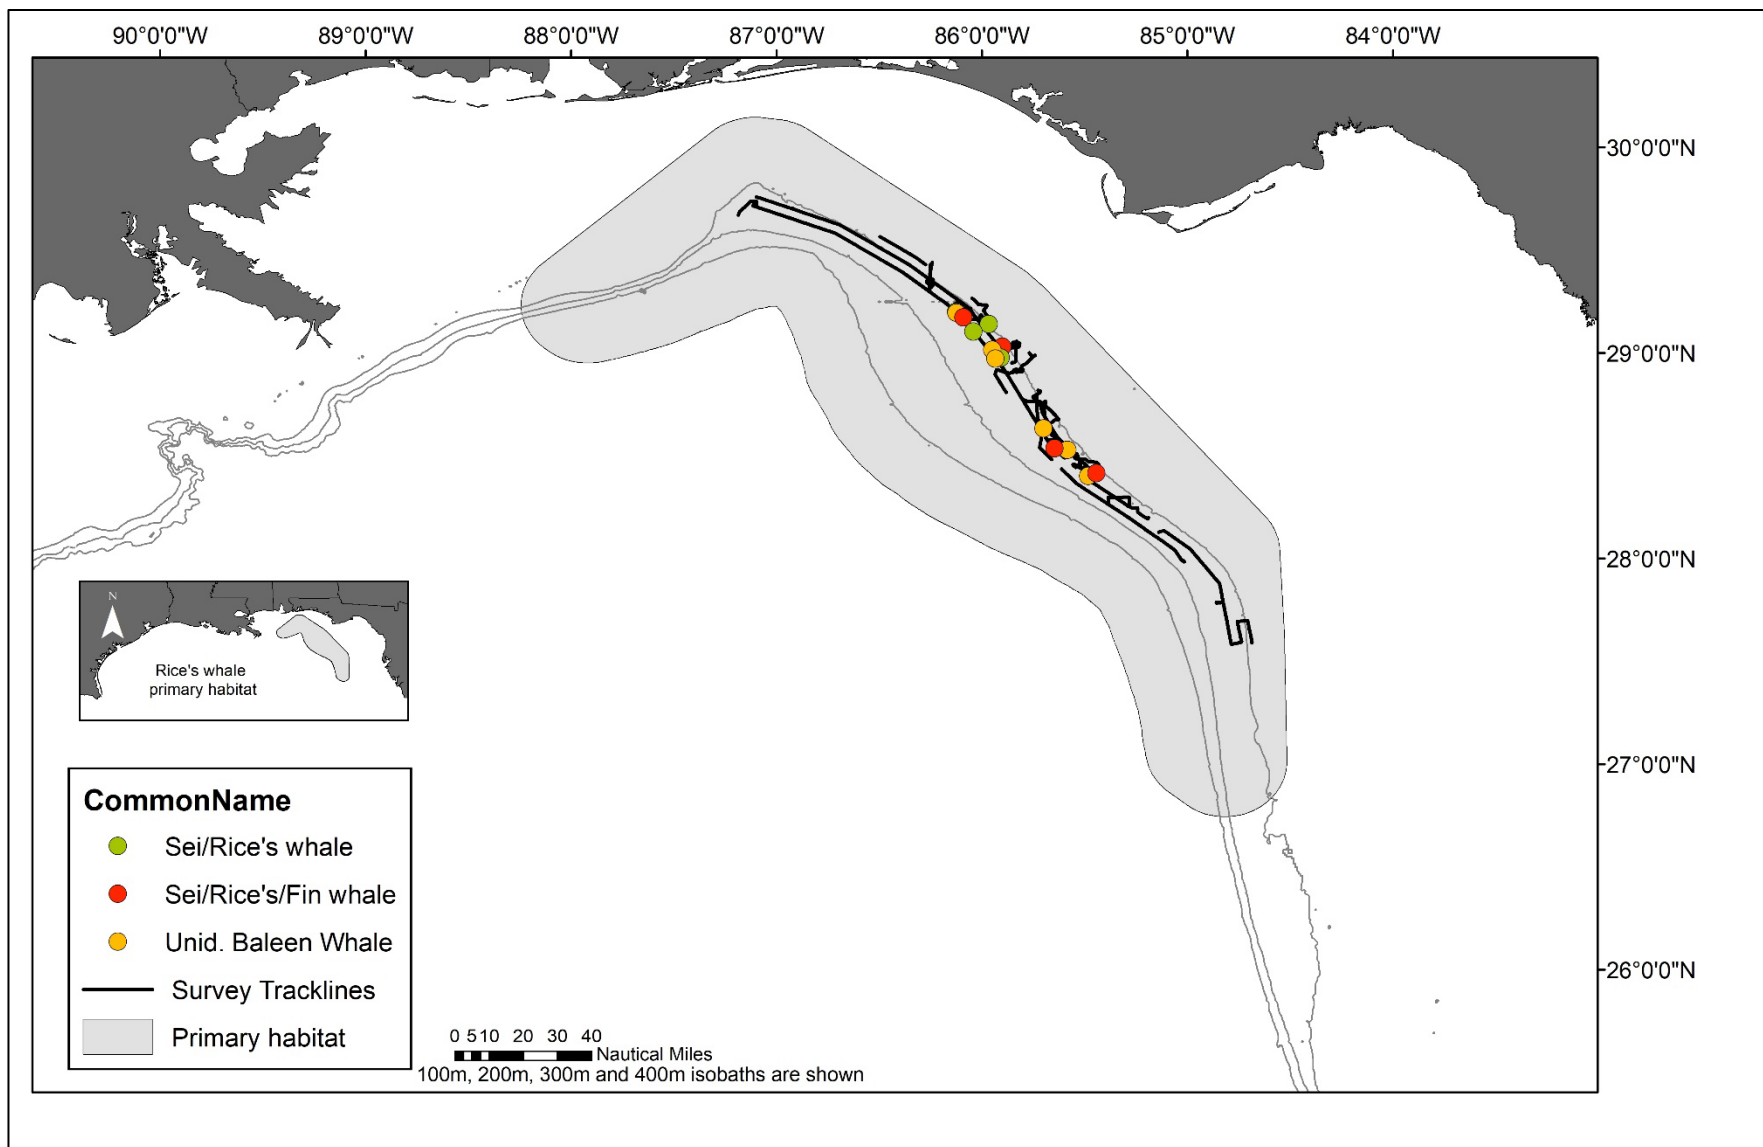 90°0'0"W 89°0'0"W 88°0'0"W 87°0'0"W 86°0'0"W 85°0'0"W 84°0'0"W
30°0'0"N
29°0'0"N
28°0'0"N
27°0'0"N
26°0'0"N
N
Rice's whale
primary habitat
CommonName
Sei/Rice's whale
Sei/Rice's/Fin whale
Unid. Baleen Whale
Survey Tracklines
Primary habitat
0 5 10 20 30 40
Nautical Miles
100m, 200m, 300m and 400m isobaths are shown